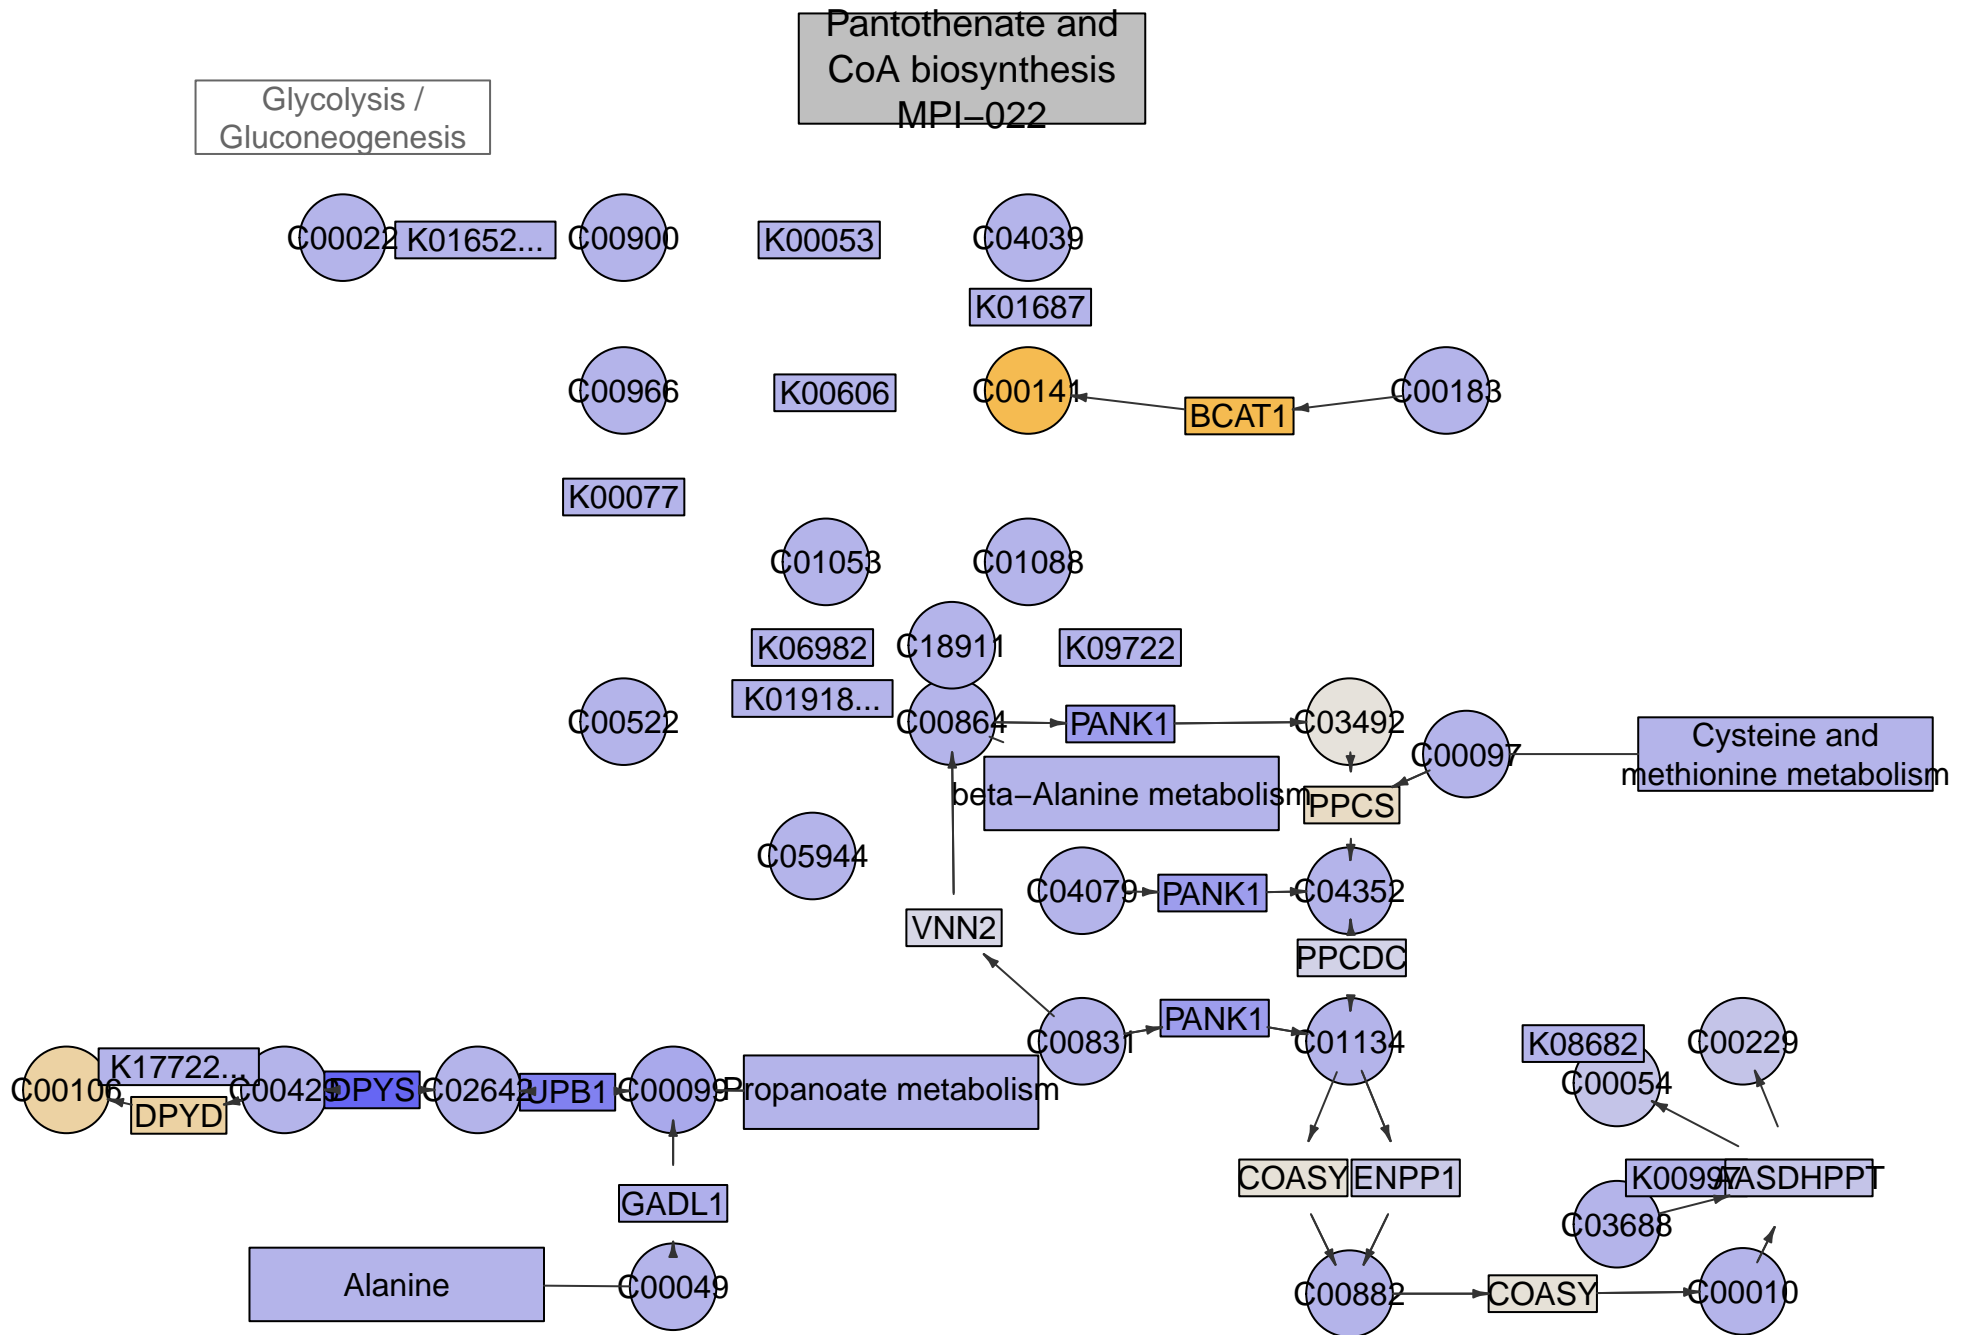 Pantothenate and
CoA biosynthesis
MPI−022
Glycolysis /
Gluconeogenesis
C00022
K01652...
C00900
K00053
C04039
K01687
C00966
K00606
C00141
BCAT1
C00183
K00077
C01053
C01088
K06982
C18911
K09722
K01918...
C00522
C00864
PANK1
C03492
C00097
Cysteine and
methionine metabolism
beta−Alanine metabolism
PPCS
C05944
C04079
PANK1
C04352
VNN2
PPCDC
C00831
PANK1
C01134
K08682
C00229
C00054
C00106
K17722...
DPYD
C00429
DPYS
C02642
UPB1
C00099
Propanoate metabolism
COASY
ENPP1
K00997
AASDHPPT
GADL1
C03688
Alanine
C00049
C00882
COASY
C00010